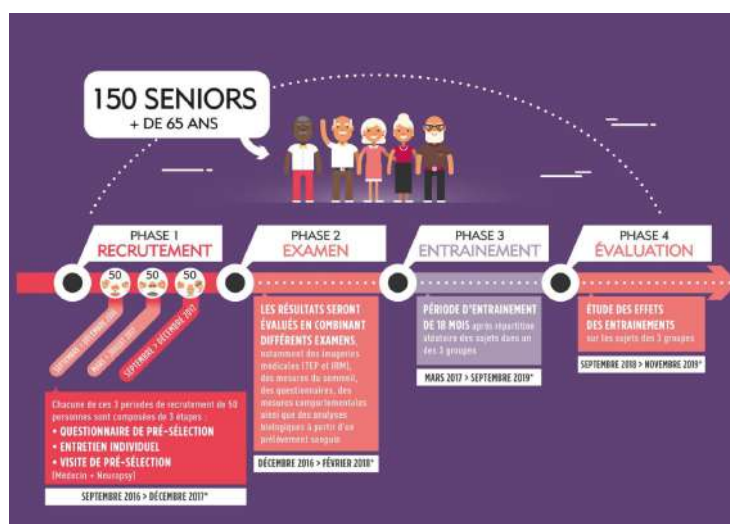 150 SENIORS
+ DE 65 ANS
PHASE 1
RECRUTEMENT
50
50
50
SEPTEMBRE > DÉCEMBRE
MARS >
SEPTEMBRE > DÉCEMBRE 2017
Chacune de ces 3 périodes de recrutement de 50
personnes sont composées de 3 étapes :
• QUESTIONNAIRE DE PRÉ-SÉLECTION
• ENTRETIEN INDIVIDUEL
• VISITE DE PRÉ-SÉLECTION
(Médecin + Neuropsy)
SEPTEMBRE 2016 > DÉCEMBRE 2017*
PHASE 2
EXAMEN
LES RÉSULTATS SERONT
ÉVALUÉS EN COMBINANT
DIFFÉRENTS EXAMENS,
notamment des imageries
médicales (TEP et IRM),
des mesures du sommeil,
des questionnaires, des
mesures comportementales
ainsi que des analyses
biologiques à partir d'un
prélèvement sanguin
DÉCEMBRE 2016 > FÉVRIER 2018*
PHASE 3
ENTRAINEMENT
PÉRIODE D'ENTRAINEMENT
DE 18 MOIS après répartition
aléatoire des sujets dans un
des 3 groupes
MARS 2017 > SEPTEMBRE 2019*
PHASE 4
ÉVALUATION
ÉTUDE DES EFFETS
DES ENTRAINEMENTS
sur les sujets des 3 groupes
SEPTEMBRE 2018 > NOVEMBRE 2019*